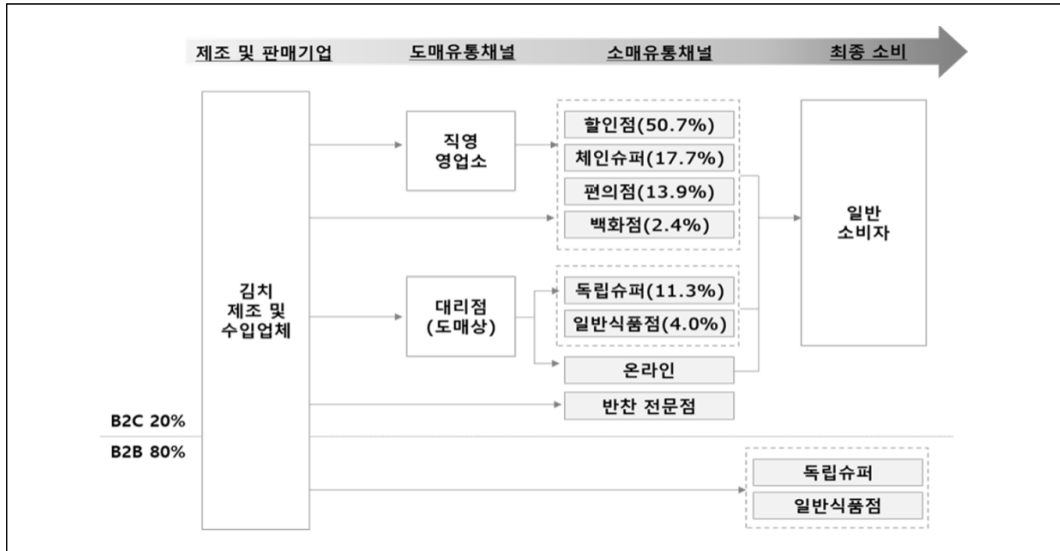 제조 및 판매기업
도매유통채널
소매유통채널
최종 소비
직영
영업소
할인점(50.7%)
체인슈퍼(17.7%)
편의점(13.9%)
백화점(2.4%)
일반
소비자
김치
제조 및
수입업체
대리점
(도매상)
독립슈퍼(11.3%)
일반식품점(4.0%)
온라인
반찬 전문점
B2C 20%
B2B 80%
독립슈퍼
일반식품점